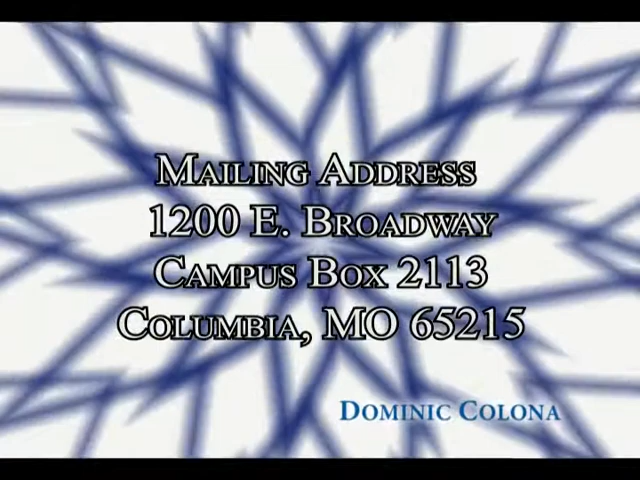 Mailing Address
1200 E. Broadway
Campus Box 2113
Columbia, MO 65215
Dominic Colona